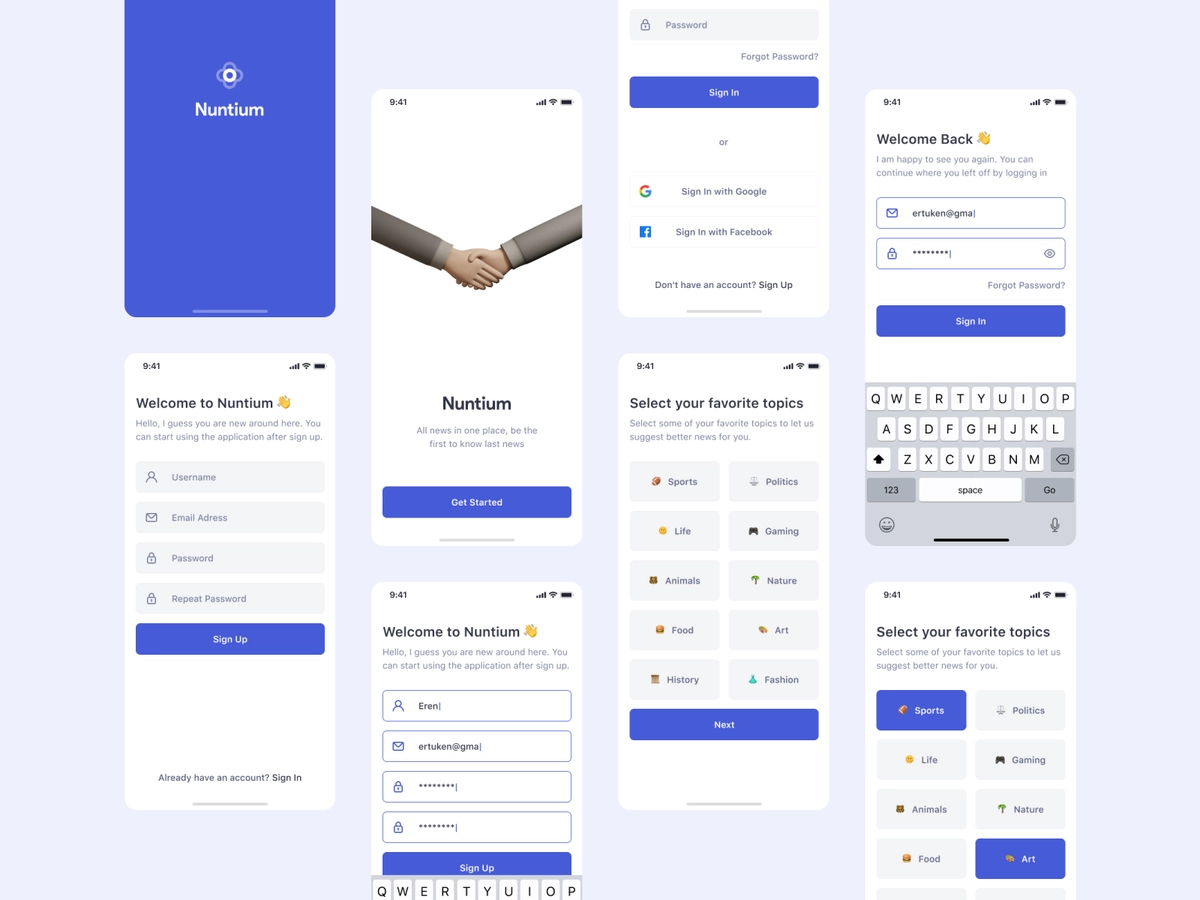 Nuntium
9:41
Welcome to Nuntium 👋
Hello, I guess you are new around here. You
can start using the application after sign up.
Username
Email Adress
Password
Repeat Password
Sign Up
Already have an account? Sign In
9:41
Nuntium
All news in one place, be the
first to know last news
Get Started
9:41
Welcome to Nuntium 👋
Hello, I guess you are new around here. You
can start using the application after sign up.
Eren|
ertuken@gma|
********|
********|
Sign Up
Q W E R T Y U I O P
Password
Forgot Password?
Sign In
or
Sign In with Google
Sign In with Facebook
Don't have an account? Sign Up
9:41
Select your favorite topics
Select some of your favorite topics to let us
suggest better news for you.
Sports
Politics
Life
Gaming
Animals
Nature
Food
Art
History
Fashion
Next
9:41
Welcome Back 👋
I am happy to see you again. You can
continue where you left off by logging in
ertuken@gma|
********|
Forgot Password?
Sign In
Q W E R T Y U I O P
A S D F G H J K L
Z X C V B N M
123 space Go
9:41
Select your favorite topics
Select some of your favorite topics to let us
suggest better news for you.
Sports
Politics
Life
Gaming
Animals
Nature
Food
Art